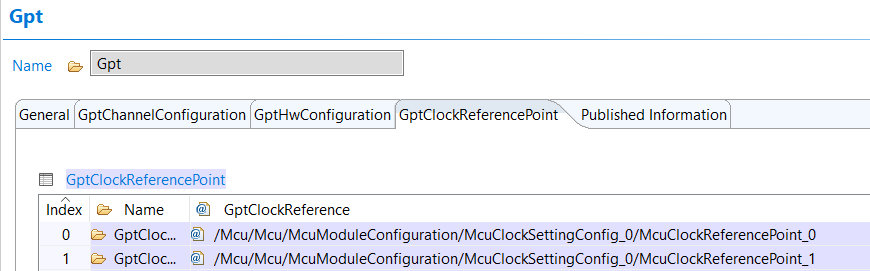 Gpt
Name Gpt
General GptChannelConfiguration GptHwConfiguration GptClockReferencePoint Published Information
GptClockReferencePoint
Index Name GptClockReference
0 GptCloc... /Mcu/Mcu/McuModuleConfiguration/McuClockSettingConfig_0/McuClockReferencePoint_0
1 GptCloc... /Mcu/Mcu/McuModuleConfiguration/McuClockSettingConfig_0/McuClockReferencePoint_1